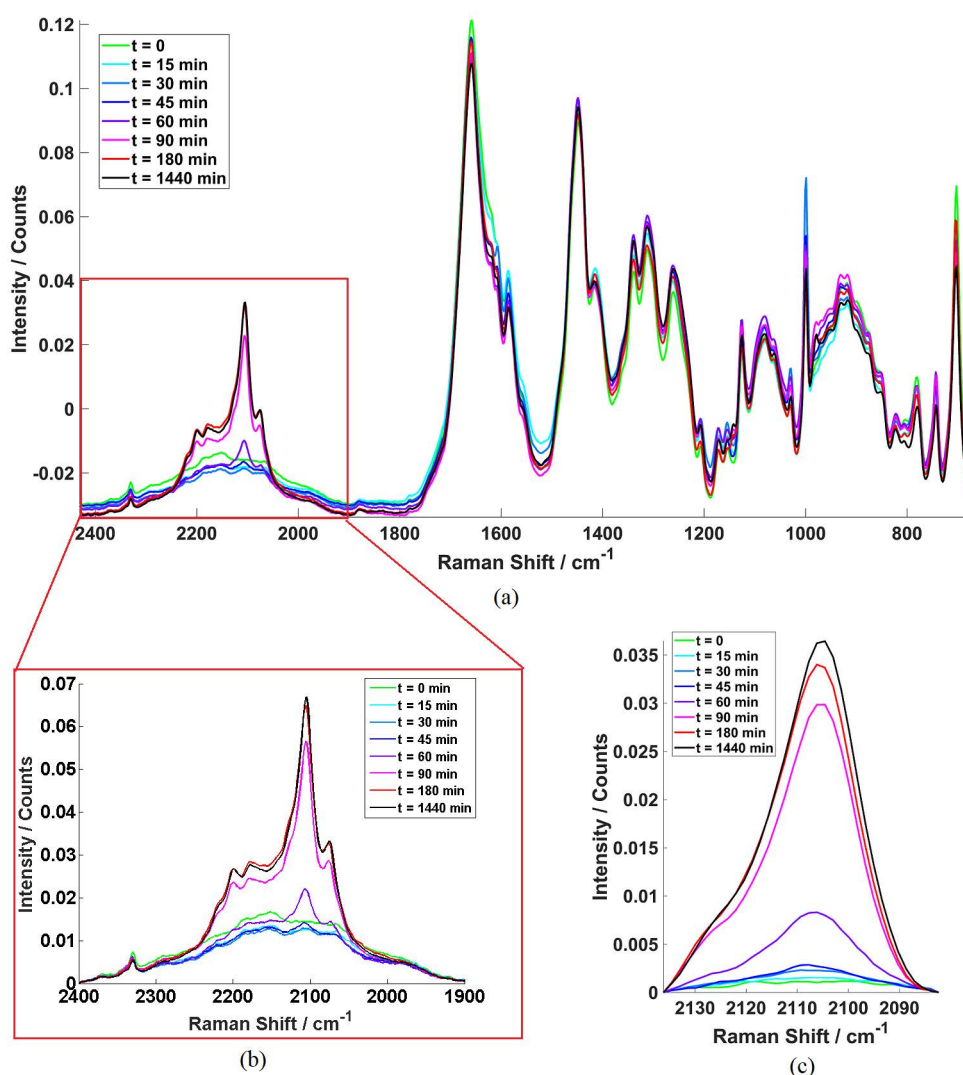 0.12
0.1
0.08
0.06
0.04
0.02
0
-0.02
Intensity / Counts
t = 0
t = 15 min
t = 30 min
t = 45 min
t = 60 min
t = 90 min
t = 180 min
t = 1440 min
2400 2200 2000 1800 1600 1400 1200 1000 800
Raman Shift / cm⁻¹
(a)
0.07
0.06
0.05
0.04
0.03
0.02
0.01
0
Intensity / Counts
t = 0 min
t = 15 min
t = 30 min
t = 45 min
t = 60 min
t = 90 min
t = 180 min
t = 1440 min
2400 2300 2200 2100 2000 1900
Raman Shift / cm⁻¹
(b)
0.035
0.03
0.025
0.02
0.015
0.01
0.005
0
Intensity / Counts
t = 0
t = 15 min
t = 30 min
t = 45 min
t = 60 min
t = 90 min
t = 180 min
t = 1440 min
2130 2120 2110 2100 2090
Raman Shift / cm⁻¹
(c)